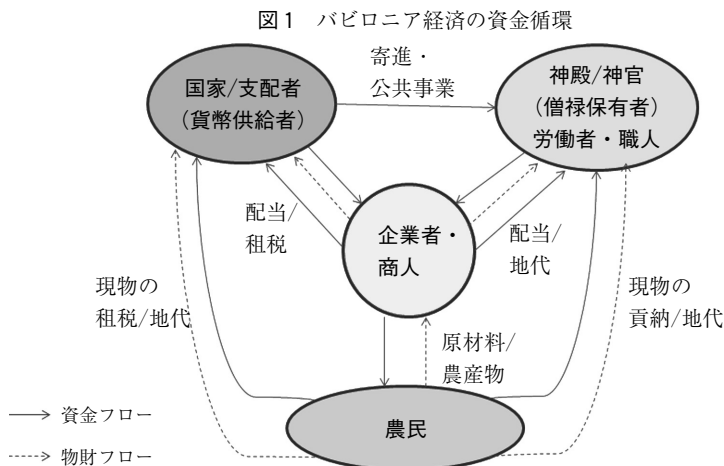 図1　バビロニア経済の資金循環
寄進・
公共事業
国家/支配者
（貨幣供給者）
神殿/神官
（僧禄保有者）
労働者・職人
配当/
租税
企業者・
商人
配当/
地代
現物の
租税/地代
現物の
貢納/地代
原材料/
農産物
農民
資金フロー
物財フロー